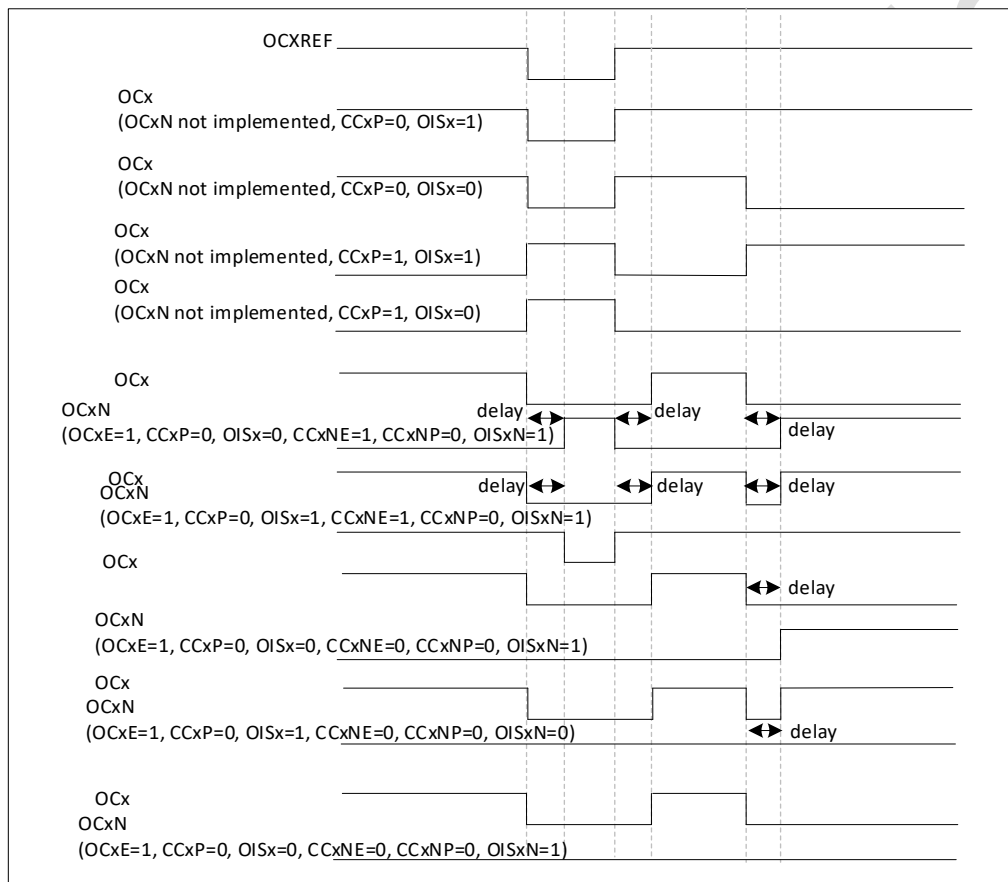 OCXREF
OCx
(OCxN not implemented, CCxP=0, OISx=1)
OCx
(OCxN not implemented, CCxP=0, OISx=0)
OCx
(OCxN not implemented, CCxP=1, OISx=1)
OCx
(OCxN not implemented, CCxP=1, OISx=0)
OCx
OCxN
delay
delay
(OCxE=1, CCxP=0, OISx=0, CCxNE=1, CCxNP=0, OISxN=1)
delay
OCx
delay
delay
delay
OCxN
(OCxE=1, CCxP=0, OISx=1, CCxNE=1, CCxNP=0, OISxN=1)
OCx
delay
OCxN
(OCxE=1, CCxP=0, OISx=0, CCxNE=0, CCxNP=0, OISxN=1)
OCx
OCxN
(OCxE=1, CCxP=0, OISx=1, CCxNE=0, CCxNP=0, OISxN=0)
delay
OCx
OCxN
(OCxE=1, CCxP=0, OISx=0, CCxNE=0, CCxNP=0, OISxN=1)